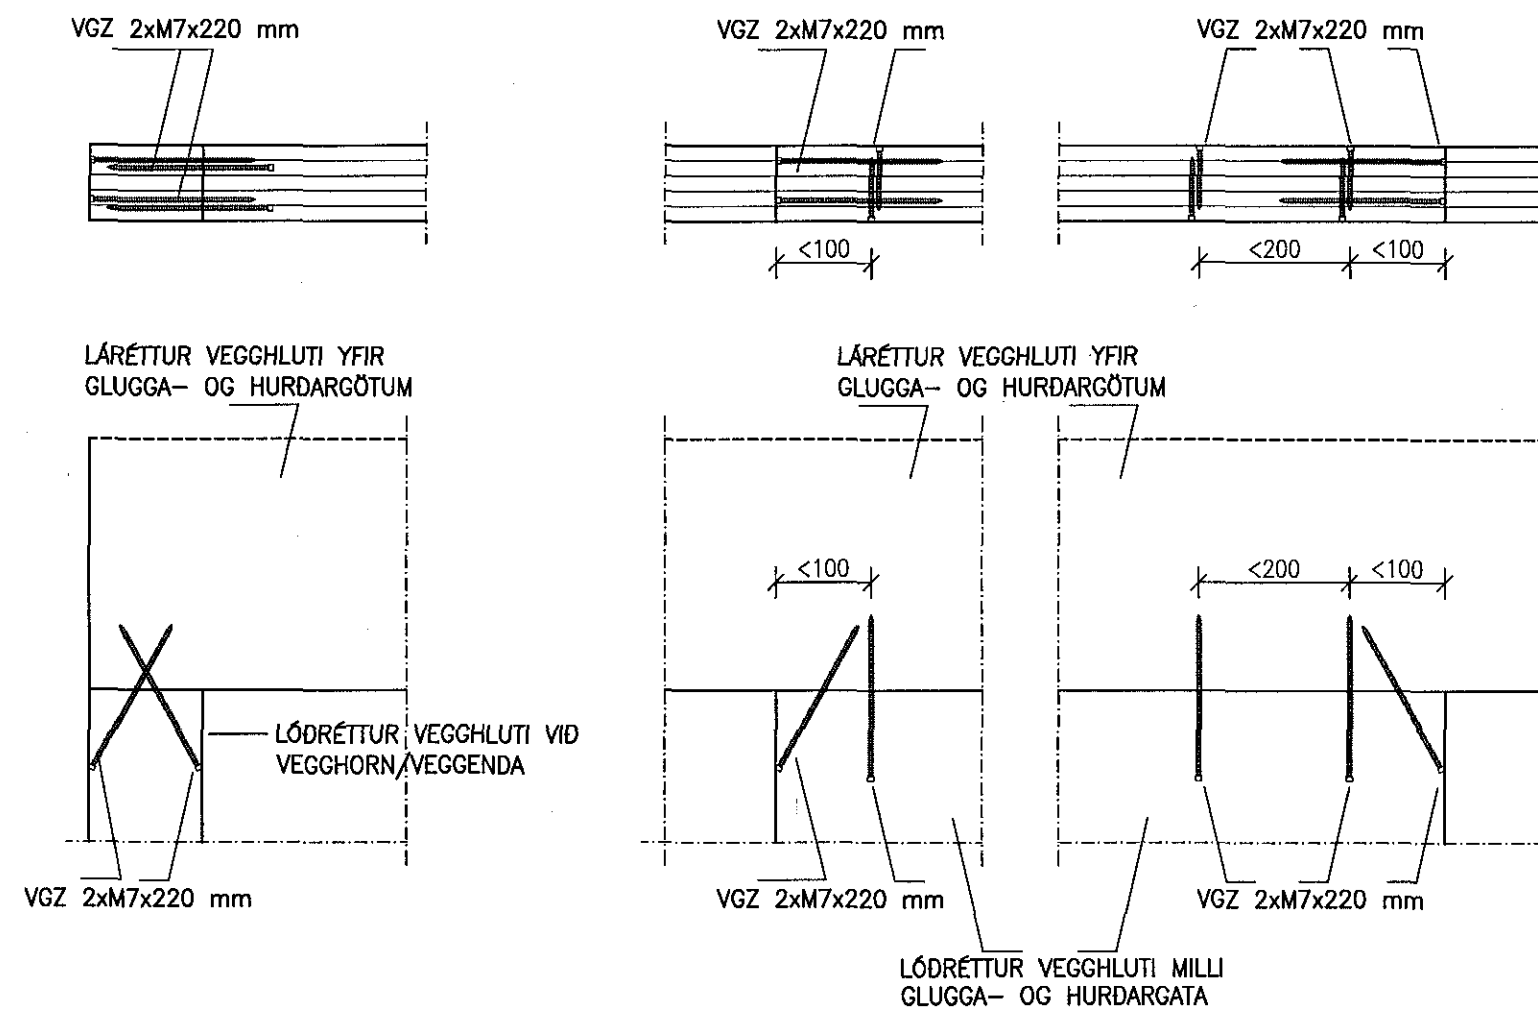 VGZ 2xM7x220 mm
VGZ 2xM7x220 mm
VGZ 2xM7x220 mm
<100
<200
<100
LÁRÉTTUR VEGGHLUTI YFIR
GLUGGA- OG HURÐARGÖTUM
LÁRÉTTUR VEGGHLUTI YFIR
GLUGGA- OG HURÐARGÖTUM
<100
<200
<100
LÓÐRÉTTUR VEGGHLUTI VIÐ
VEGGHORN/VEGGENDA
VGZ 2xM7x220 mm
VGZ 2xM7x220 mm
VGZ 2xM7x220 mm
LÓÐRÉTTUR VEGGHLUTI MILLI
GLUGGA- OG HURÐARGATA